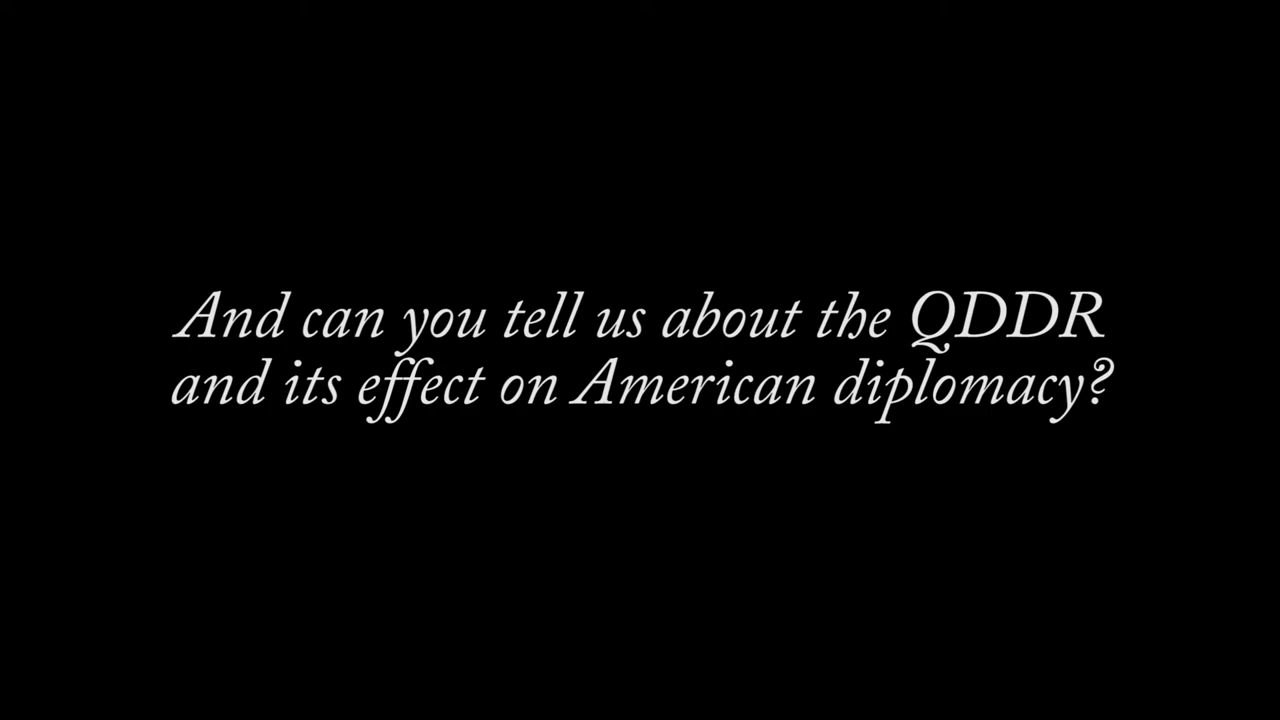 And can you tell us about the QDDR
and its effect on American diplomacy?